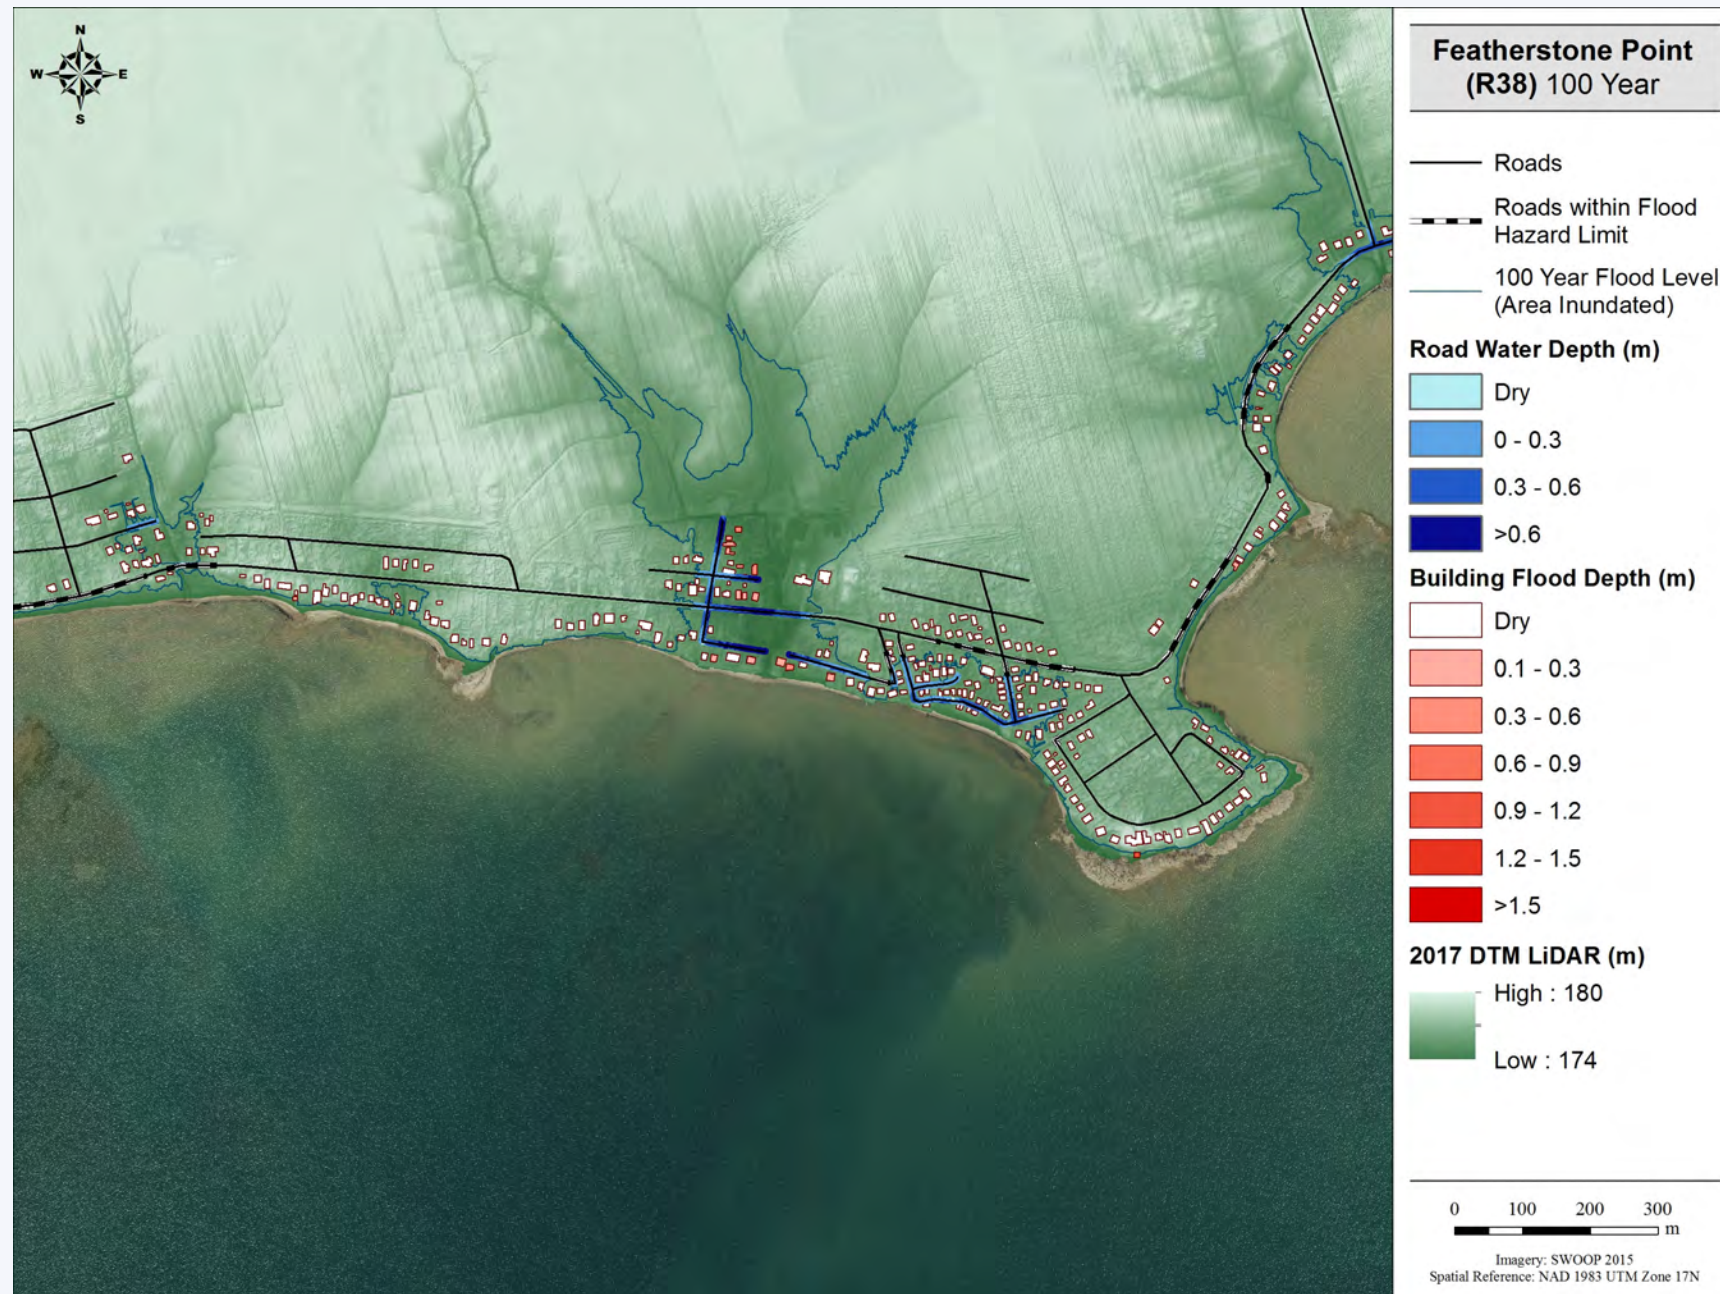 N
W E
S
Featherstone Point
(R38) 100 Year
Roads
Roads within Flood
Hazard Limit
100 Year Flood Level
(Area Inundated)
Road Water Depth (m)
Dry
0 - 0.3
0.3 - 0.6
>0.6
Building Flood Depth (m)
Dry
0.1 - 0.3
0.3 - 0.6
0.6 - 0.9
0.9 - 1.2
1.2 - 1.5
>1.5
2017 DTM LiDAR (m)
High : 180
Low : 174
0 100 200 300
m
Imagery: SWOOP 2015
Spatial Reference: NAD 1983 UTM Zone 17N